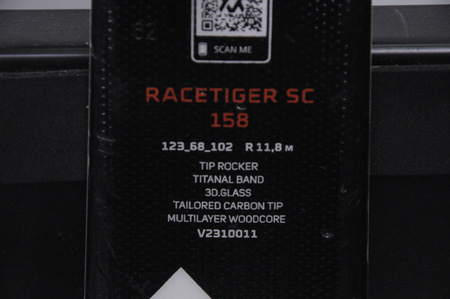 62
SCAN ME
RACETIGER SC
158
123_68_102 R 11,8 M
TIP ROCKER
TITANAL BAND
3D.GLASS
TAILORED CARBON TIP
MULTILAYER WOODCORE
V2310011